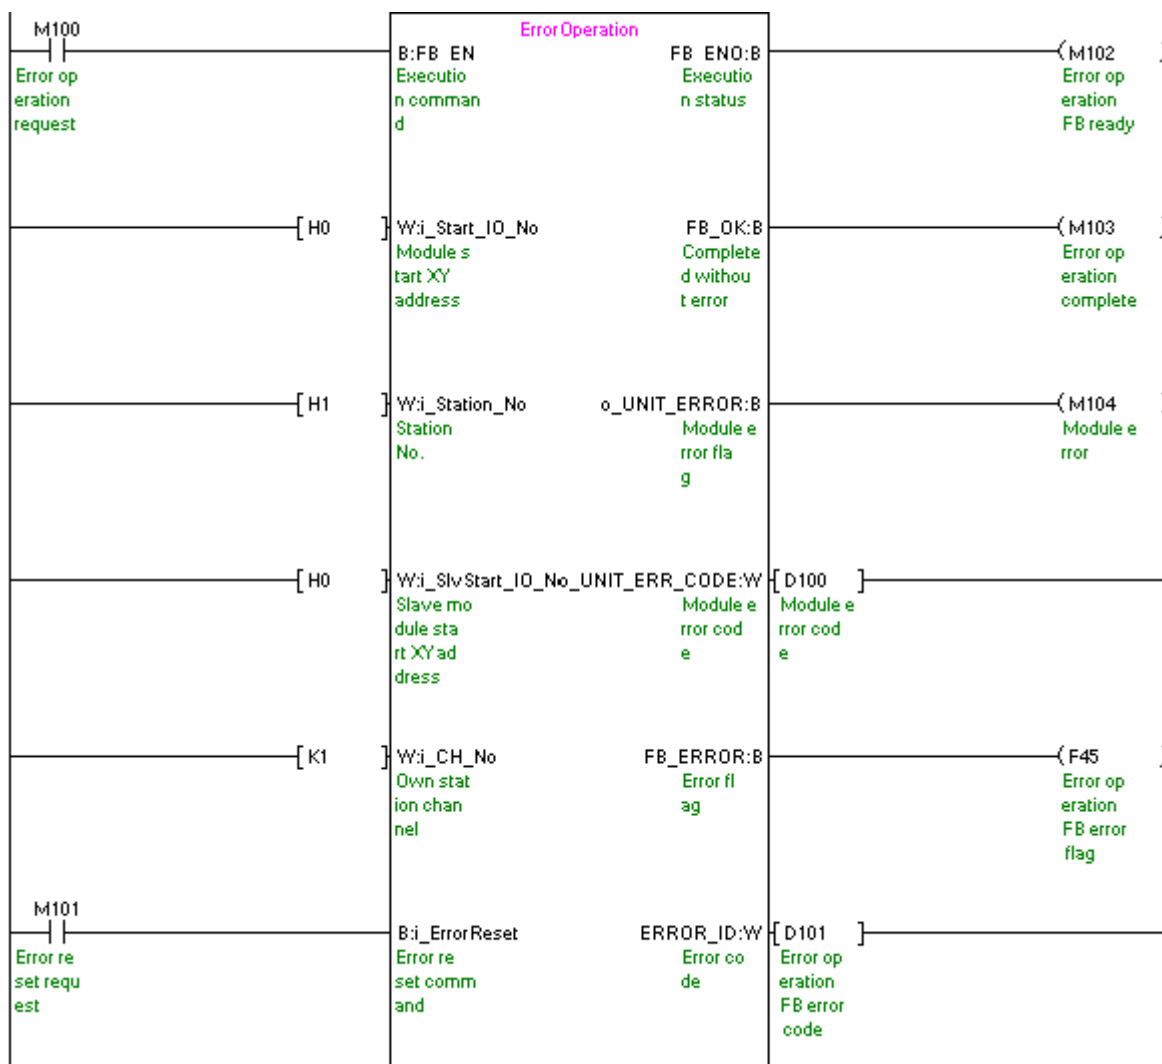 M100
ErrorOperation
B:FB_EN
FB_ENO:B
M102
Error op
eration
request
Executio
n comman
d
Executio
n status
Error op
eration
FB ready
H0
W:i_Start_IO_No
FB_OK:B
M103
Module s
tart XY
address
Complete
d withou
t error
Error op
eration
complete
H1
W:i_Station_No
o_UNIT_ERROR:B
M104
Station
No.
Module e
rror fla
g
Module e
rror
H0
W:i_SlvStart_IO_No_UNIT_ERR_CODE:W
D100
Slave mo
dule sta
rt XY ad
dress
Module e
rror cod
e
Module e
rror cod
e
K1
W:i_CH_No
FB_ERROR:B
F45
Own stat
ion chan
nel
Error fl
ag
Error op
eration
FB error
flag
M101
B:i_ErrorReset
ERROR_ID:W
D101
Error re
set requ
est
Error re
set comm
and
Error co
de
Error op
eration
FB error
code